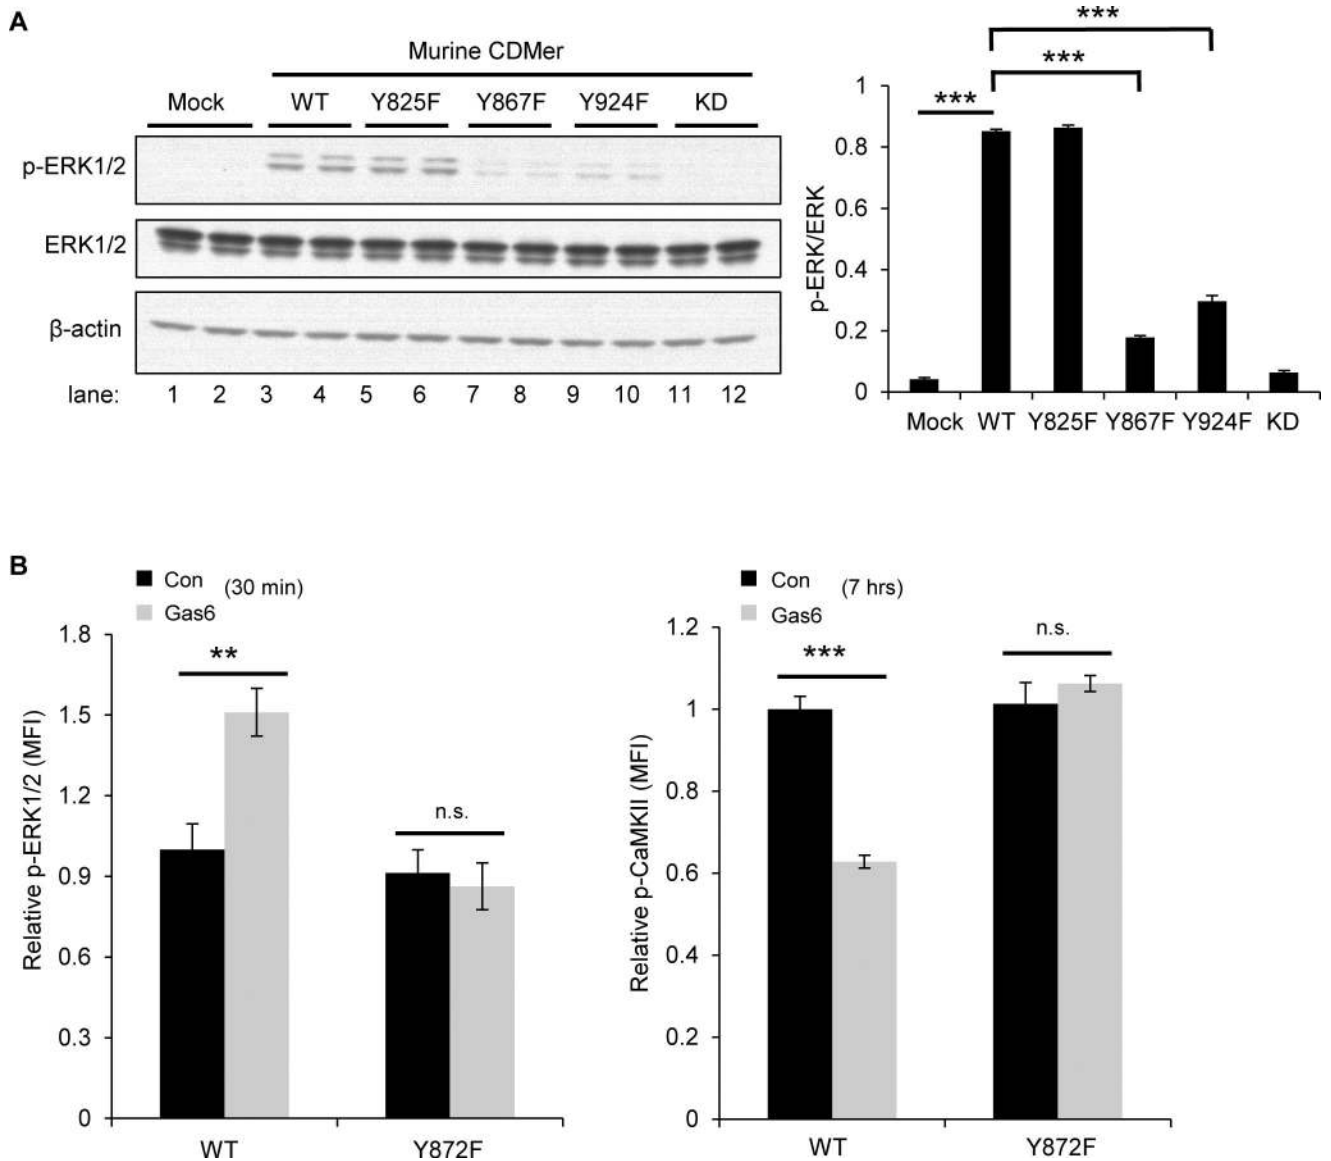 A
Murine CDMer
Mock WT Y825F Y867F Y924F KD
p-ERK1/2
ERK1/2
β-actin
lane: 1 2 3 4 5 6 7 8 9 10 11 12
***
***
***
p-ERK/ERK
1
0.8
0.6
0.4
0.2
0
Mock WT Y825F Y867F Y924F KD
B
Con (30 min)
Gas6
Relative p-ERK1/2 (MFI)
1.8
1.5
1.2
0.9
0.6
0.3
0
**
n.s.
WT Y872F
Con (7 hrs)
Gas6
Relative p-CaMKII (MFI)
1.2
1
0.8
0.6
0.4
0.2
0
***
n.s.
WT Y872F